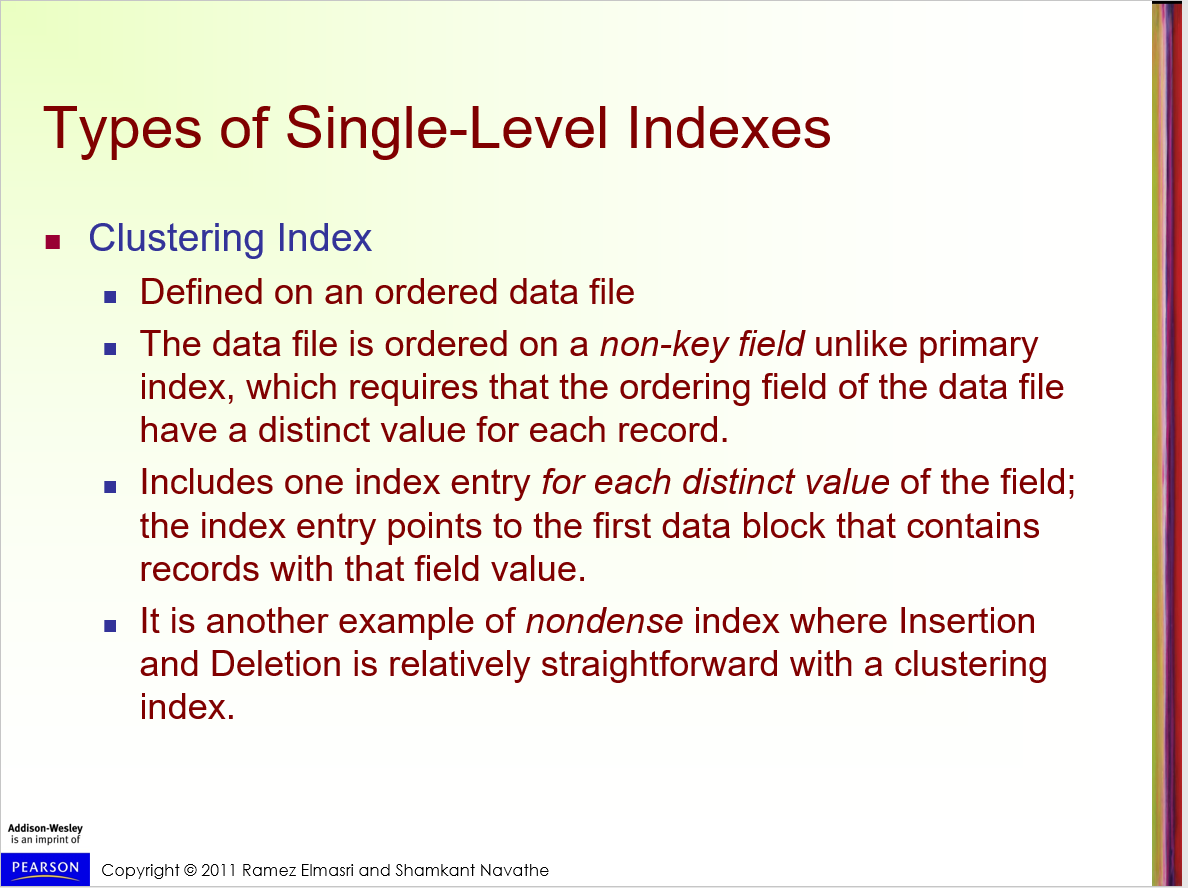 Types of Single-Level Indexes
Clustering Index
Defined on an ordered data file
The data file is ordered on a non-key field unlike primary
index, which requires that the ordering field of the data file
have a distinct value for each record.
Includes one index entry for each distinct value of the field;
the index entry points to the first data block that contains
records with that field value.
It is another example of nondense index where Insertion
and Deletion is relatively straightforward with a clustering
index.
Addison-Wesley
is an imprint of
PEARSON
Copyright © 2011 Ramez Elmasri and Shamkant Navathe